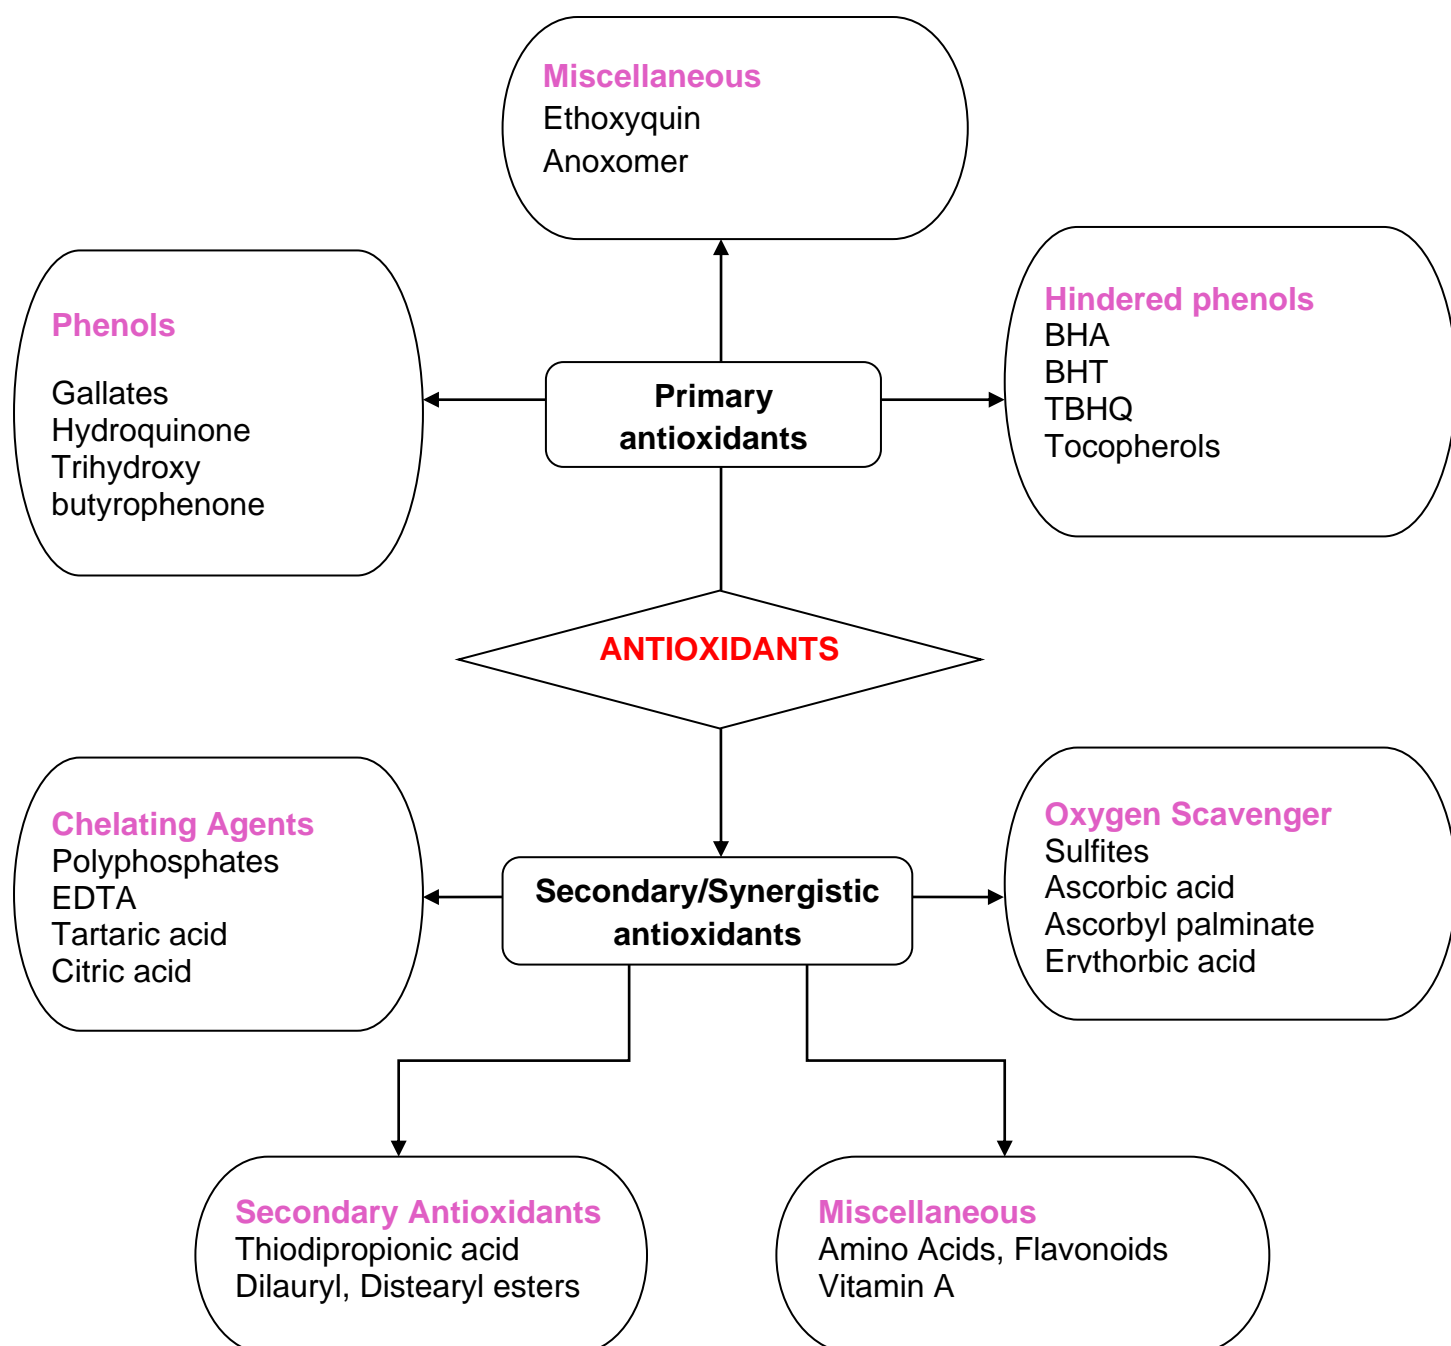 Miscellaneous
Ethoxyquin
Anoxomer
Phenols
Gallates
Hydroquinone
Trihydroxy
butyrophenone
Primary
antioxidants
Hindered phenols
BHA
BHT
TBHQ
Tocopherols
ANTIOXIDANTS
Chelating Agents
Polyphosphates
EDTA
Tartaric acid
Citric acid
Secondary/Synergistic
antioxidants
Oxygen Scavenger
Sulfites
Ascorbic acid
Ascorbyl palminate
Erythorbic acid
Secondary Antioxidants
Thiodipropionic acid
Dilauryl, Distearyl esters
Miscellaneous
Amino Acids, Flavonoids
Vitamin A